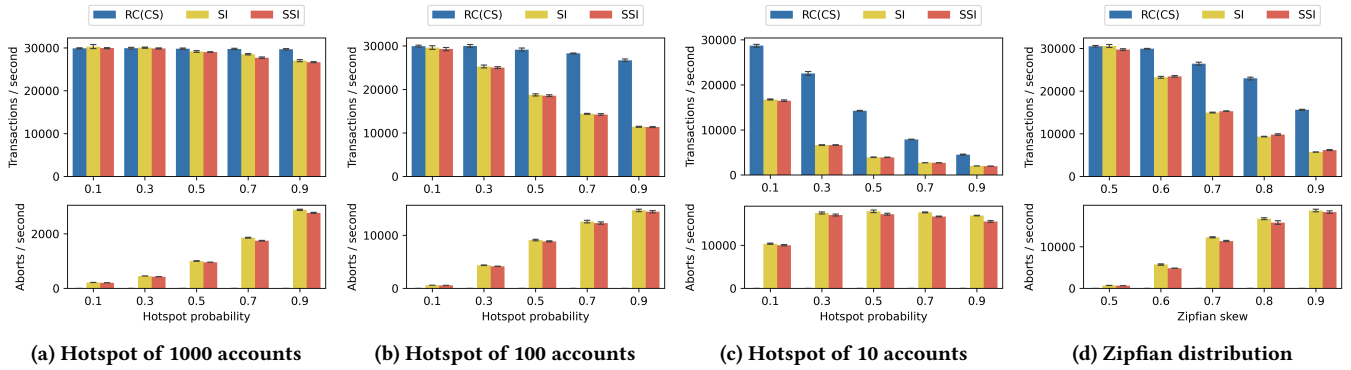 RC(CS) SI SSI
Transactions / second
30000
20000
10000
0
0.1 0.3 0.5 0.7 0.9
Aborts / second
2000
0
0.1 0.3 0.5 0.7 0.9
Hotspot probability
(a) Hotspot of 1000 accounts
RC(CS) SI SSI
Transactions / second
30000
20000
10000
0
0.1 0.3 0.5 0.7 0.9
Aborts / second
10000
0
0.1 0.3 0.5 0.7 0.9
Hotspot probability
(b) Hotspot of 100 accounts
RC(CS) SI SSI
Transactions / second
30000
20000
10000
0
0.1 0.3 0.5 0.7 0.9
Aborts / second
10000
0
0.1 0.3 0.5 0.7 0.9
Hotspot probability
(c) Hotspot of 10 accounts
RC(CS) SI SSI
Transactions / second
30000
20000
10000
0
0.5 0.6 0.7 0.8 0.9
Aborts / second
10000
0
0.5 0.6 0.7 0.8 0.9
Zipfian skew
(d) Zipfian distribution